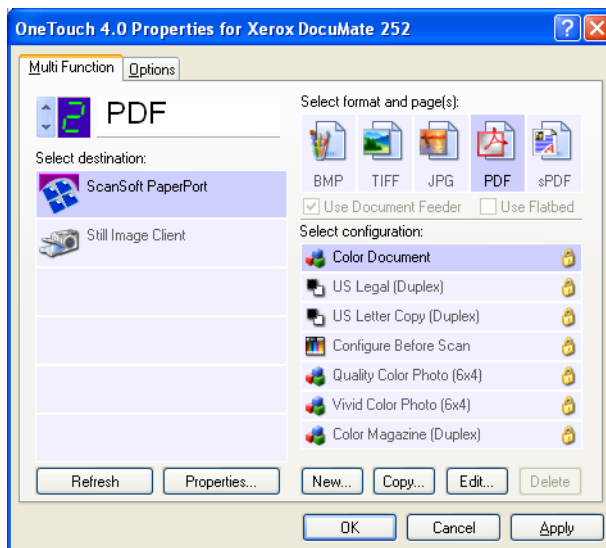 OneTouch 4.0 Properties for Xerox DocuMate 252
Multi Function
Options
2
PDF
Select destination:
ScanSoft PaperPort
Still Image Client
Refresh
Properties...
Select format and page(s):
BMP
TIFF
JPG
PDF
sPDF
Use Document Feeder
Use Flatbed
Select configuration:
Color Document
US Legal (Duplex)
US Letter Copy (Duplex)
Configure Before Scan
Quality Color Photo (6x4)
Vivid Color Photo (6x4)
Color Magazine (Duplex)
New...
Copy...
Edit...
Delete
OK
Cancel
Apply